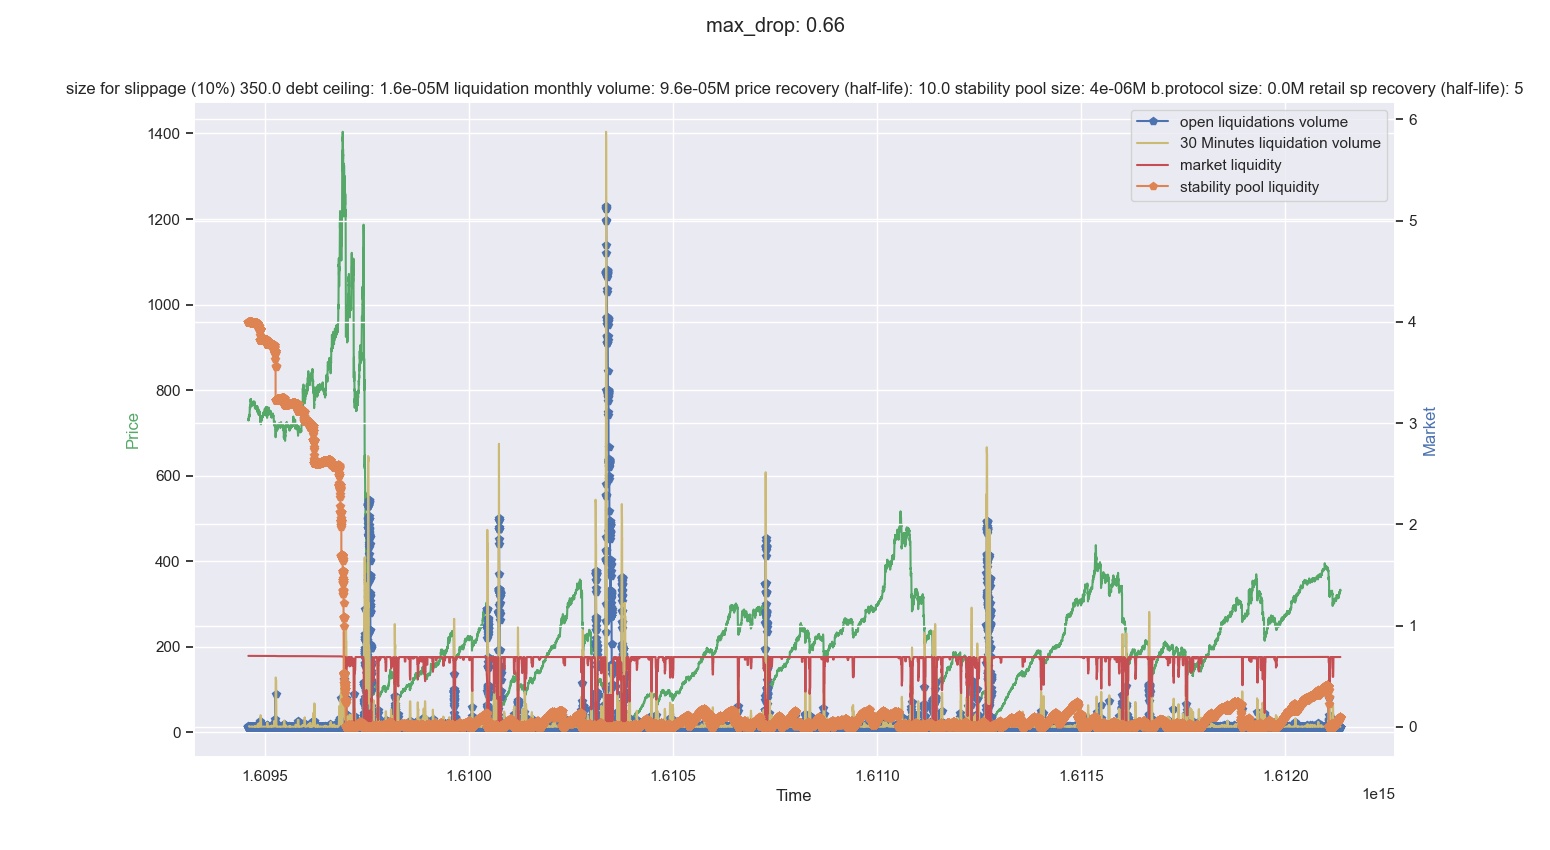 max_drop: 0.66
size for slippage (10%) 350.0 debt ceiling: 1.6e-05M liquidation monthly volume: 9.6e-05M price recovery (half-life): 10.0 stability pool size: 4e-06M b.protocol size: 0.0M retail sp recovery (half-life): 5
open liquidations volume
30 Minutes liquidation volume
market liquidity
stability pool liquidity
1400
1200
1000
800
600
400
200
0
Price
6
5
4
3
2
1
0
Market
1.6095
1.6100
1.6105
1.6110
1.6115
1.6120
Time
1e15